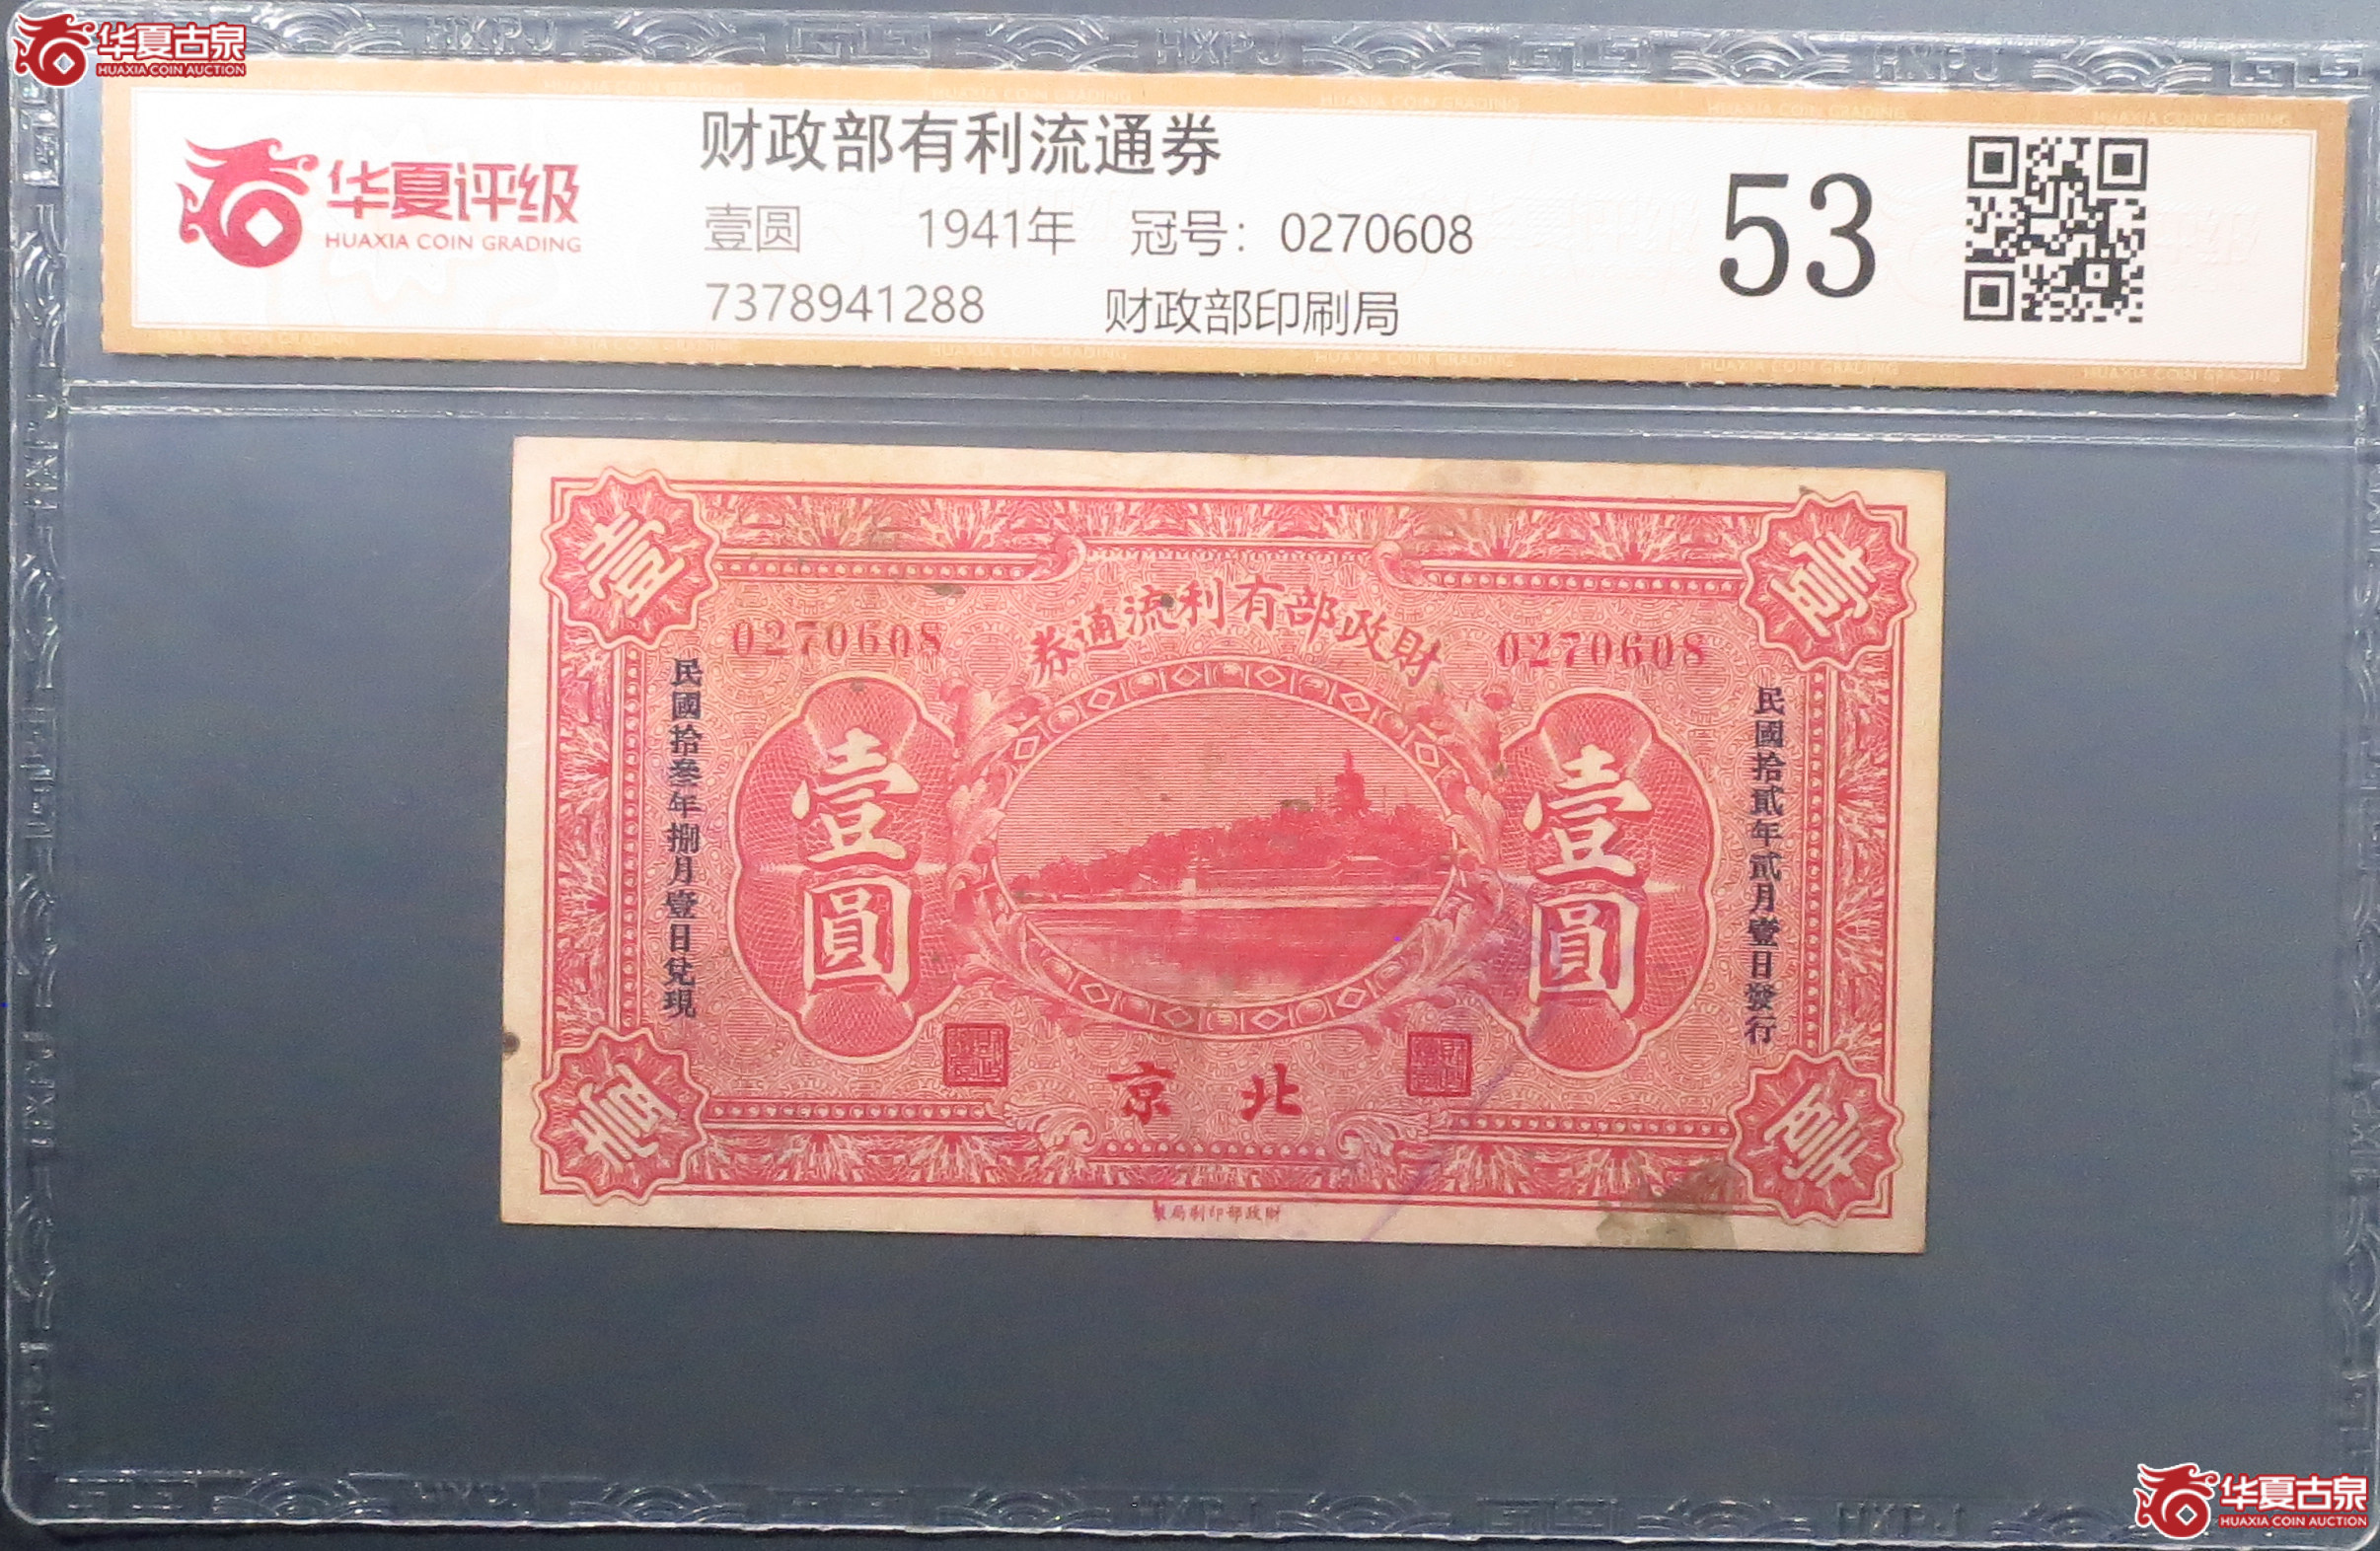 华夏古泉
HUAXIA COIN AUCTION
华夏评级
HUAXIA COIN GRADING
财政部有利流通券
壹圆 1941年 冠号：0270608
7378941288 财政部印刷局
53
壹
壹
財政部有利流通券
0270608
0270608
民國拾貳年貳月壹日發行
民國拾叄年捌月壹日兌現
壹圓
壹圓
北京
壹
壹
財政部印刷局製
华夏古泉
HUAXIA COIN AUCTION